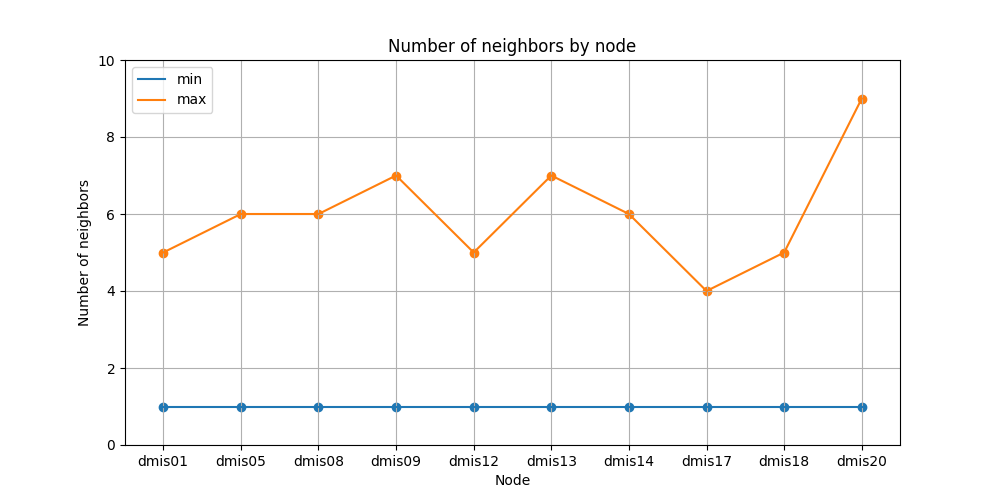 Number of neighbors by node
min
max
Number of neighbors
10
8
6
4
2
0
dmis01 dmis05 dmis08 dmis09 dmis12 dmis13 dmis14 dmis17 dmis18 dmis20
Node